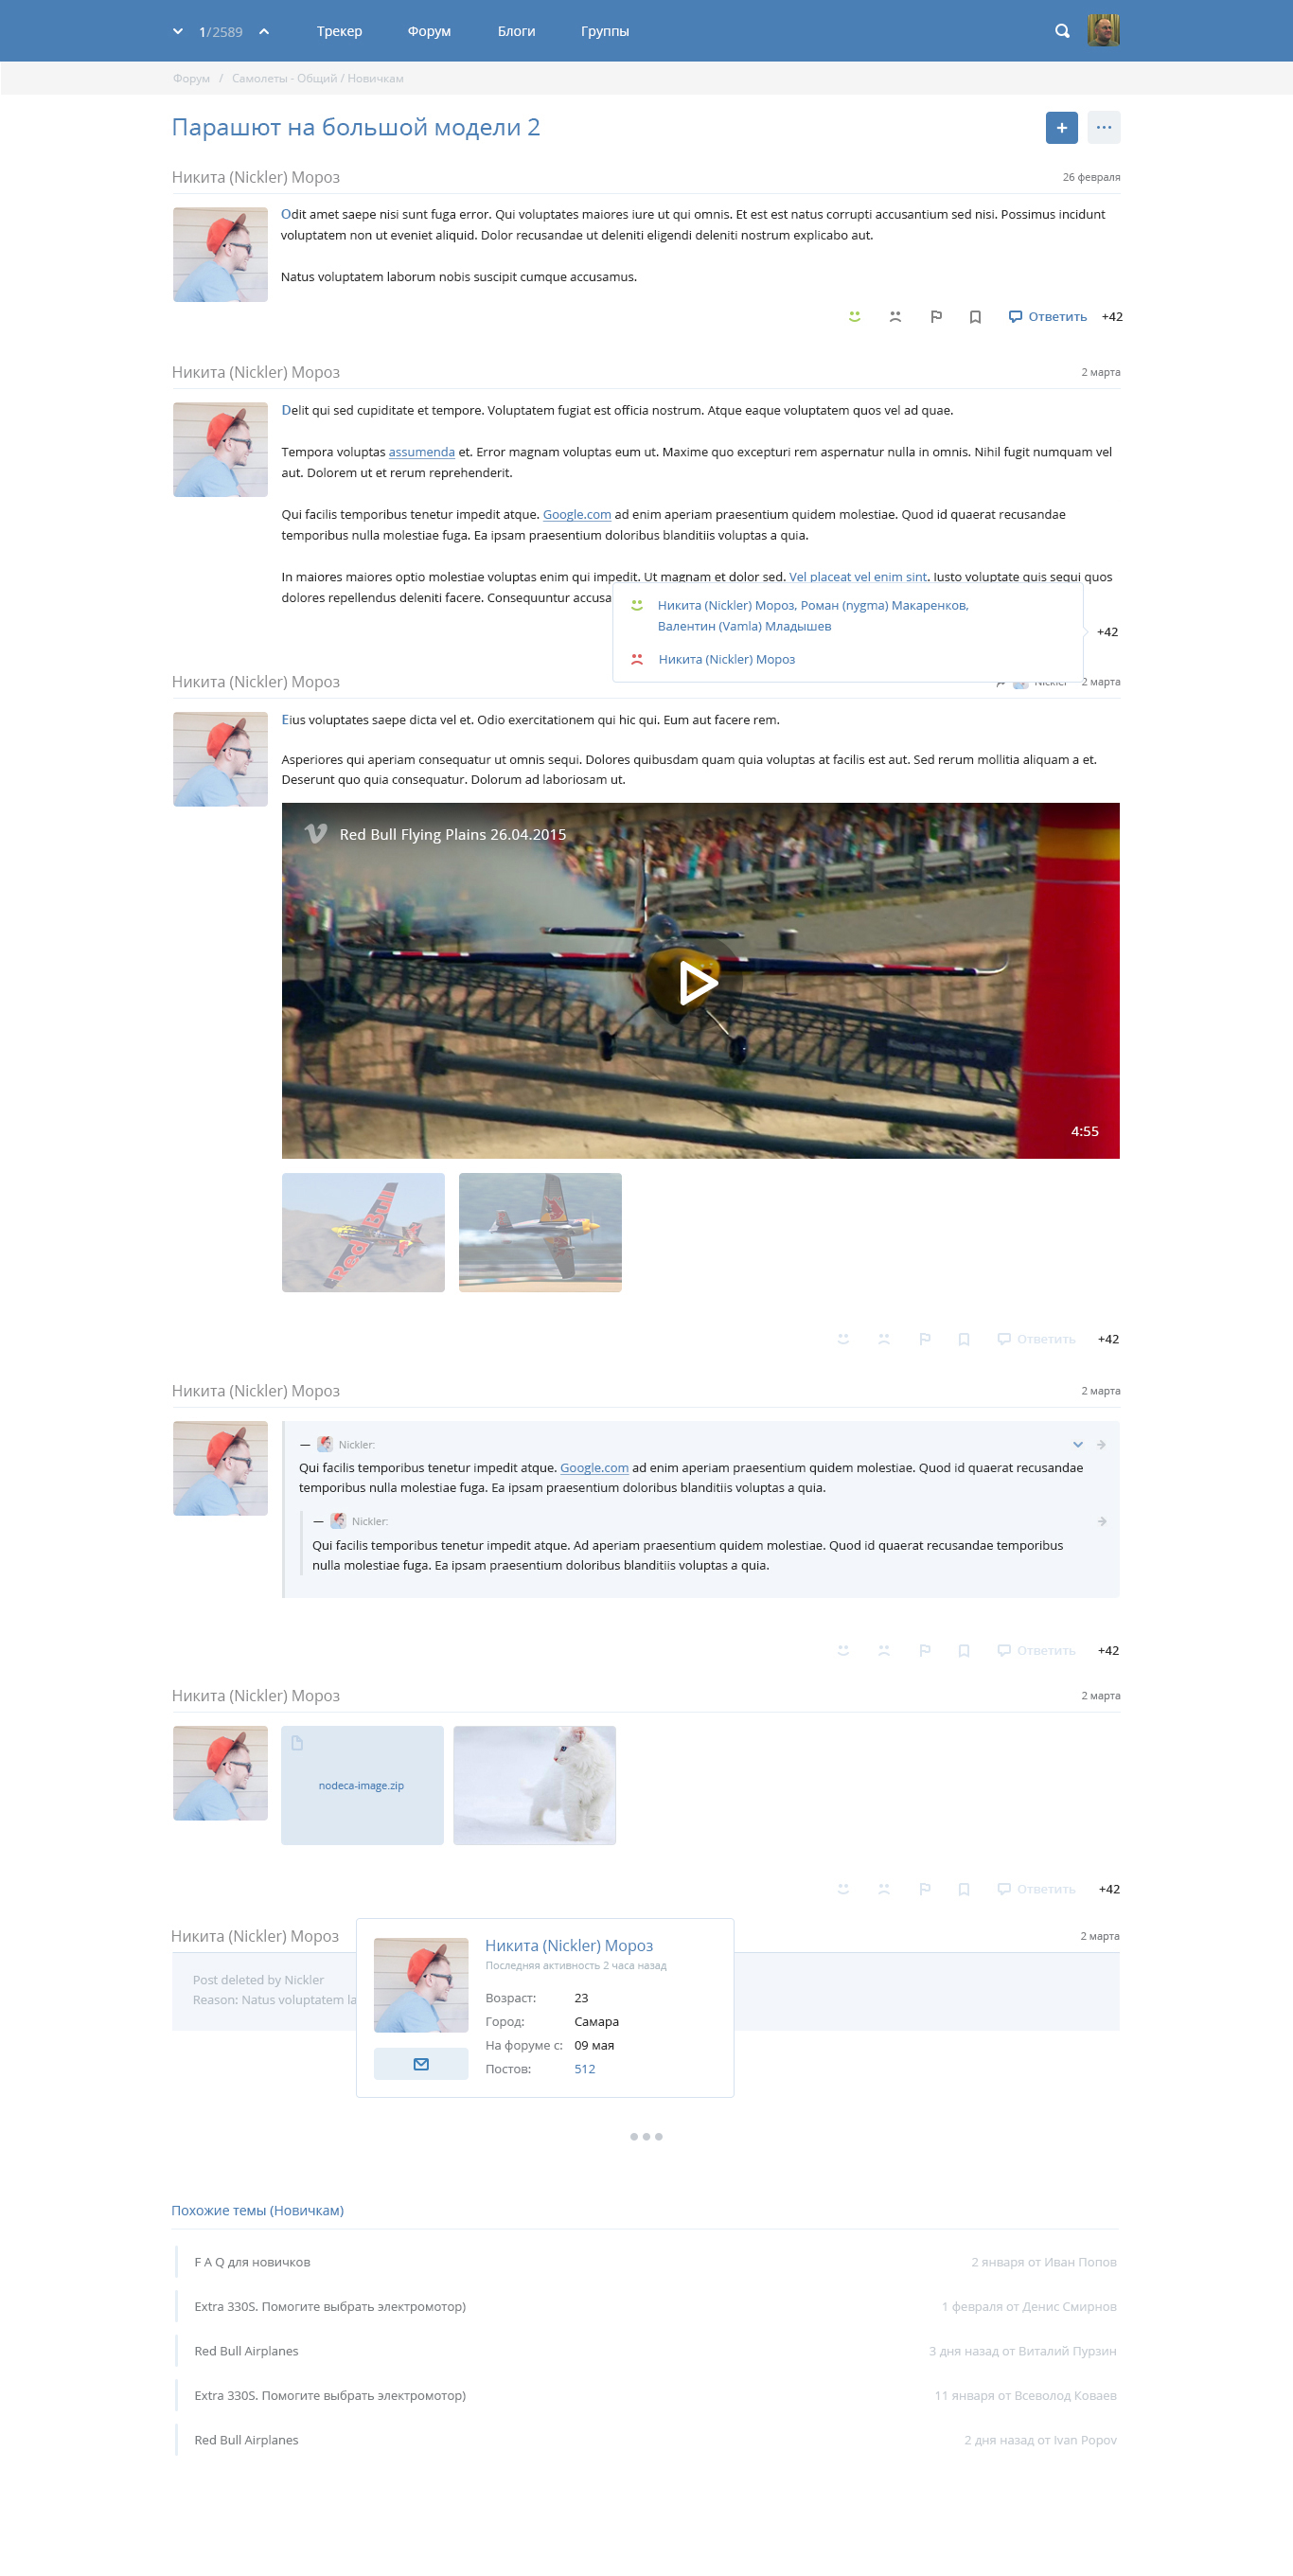 1/2589 Трекер Форум Блоги Группы
Форум / Самолеты - Общий / Новичкам
Парашют на большой модели 2
Никита (Nickler) Мороз 26 февраля
Odit amet saepe nisi sunt fuga error. Qui voluptates maiores iure ut qui omnis. Et est est natus corrupti accusantium sed nisi. Possimus incidunt
voluptatem non ut eveniet aliquid. Dolor recusandae ut deleniti eligendi deleniti nostrum explicabo aut.
Natus voluptatem laborum nobis suscipit cumque accusamus.
Ответить +42
Никита (Nickler) Мороз 2 марта
Delit qui sed cupiditate et tempore. Voluptatem fugiat est officia nostrum. Atque eaque voluptatem quos vel ad quae.
Tempora voluptas assumenda et. Error magnam voluptas eum ut. Maxime quo excepturi rem aspernatur nulla in omnis. Nihil fugit numquam vel
aut. Dolorem ut et rerum reprehenderit.
Qui facilis temporibus tenetur impedit atque. Google.com ad enim aperiam praesentium quidem molestiae. Quod id quaerat recusandae
temporibus nulla molestiae fuga. Ea ipsam praesentium doloribus blanditiis voluptas a quia.
In maiores maiores optio molestiae voluptas enim qui impedit. Ut magnam et dolor sed. Vel placeat vel enim sint. Iusto voluptate quis sequi quos
dolores repellendus deleniti facere. Consequuntur accusa
Никита (Nickler) Мороз, Роман (nygma) Макаренков,
Валентин (Vamla) Младышев
+42
Никита (Nickler) Мороз
Никита (Nickler) Мороз Nickler 2 марта
Eius voluptates saepe dicta vel et. Odio exercitationem qui hic qui. Eum aut facere rem.
Asperiores qui aperiam consequatur ut omnis sequi. Dolores quibusdam quam quia voluptas at facilis est aut. Sed rerum mollitia aliquam a et.
Deserunt quo quia consequatur. Dolorum ad laboriosam ut.
Red Bull Flying Plains 26.04.2015
4:55
Red Bull
Ответить +42
Никита (Nickler) Мороз 2 марта
— Nickler:
Qui facilis temporibus tenetur impedit atque. Google.com ad enim aperiam praesentium quidem molestiae. Quod id quaerat recusandae
temporibus nulla molestiae fuga. Ea ipsam praesentium doloribus blanditiis voluptas a quia.
— Nickler:
Qui facilis temporibus tenetur impedit atque. Ad aperiam praesentium quidem molestiae. Quod id quaerat recusandae temporibus
nulla molestiae fuga. Ea ipsam praesentium doloribus blanditiis voluptas a quia.
Ответить +42
Никита (Nickler) Мороз 2 марта
nodeca-image.zip
Ответить +42
Никита (Nickler) Мороз 2 марта
Post deleted by Nickler
Reason: Natus voluptatem la
Никита (Nickler) Мороз
Последняя активность 2 часа назад
Возраст: 23
Город: Самара
На форуме с: 09 мая
Постов: 512
Похожие темы (Новичкам)
F A Q для новичков 2 января от Иван Попов
Extra 330S. Помогите выбрать электромотор) 1 февраля от Денис Смирнов
Red Bull Airplanes 3 дня назад от Виталий Пурзин
Extra 330S. Помогите выбрать электромотор) 11 января от Всеволод Коваев
Red Bull Airplanes 2 дня назад от Ivan Popov